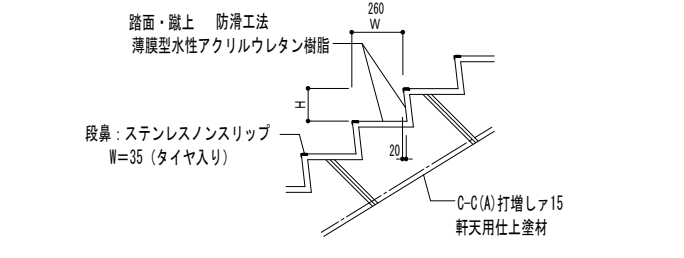 踏面・蹴上　防滑工法
薄膜型水性アクリルウレタン樹脂
260
W
H
段鼻：ステンレスノンスリップ
W=35（タイヤ入り）
20
C-C(A)打増しァ15
軒天用仕上塗材